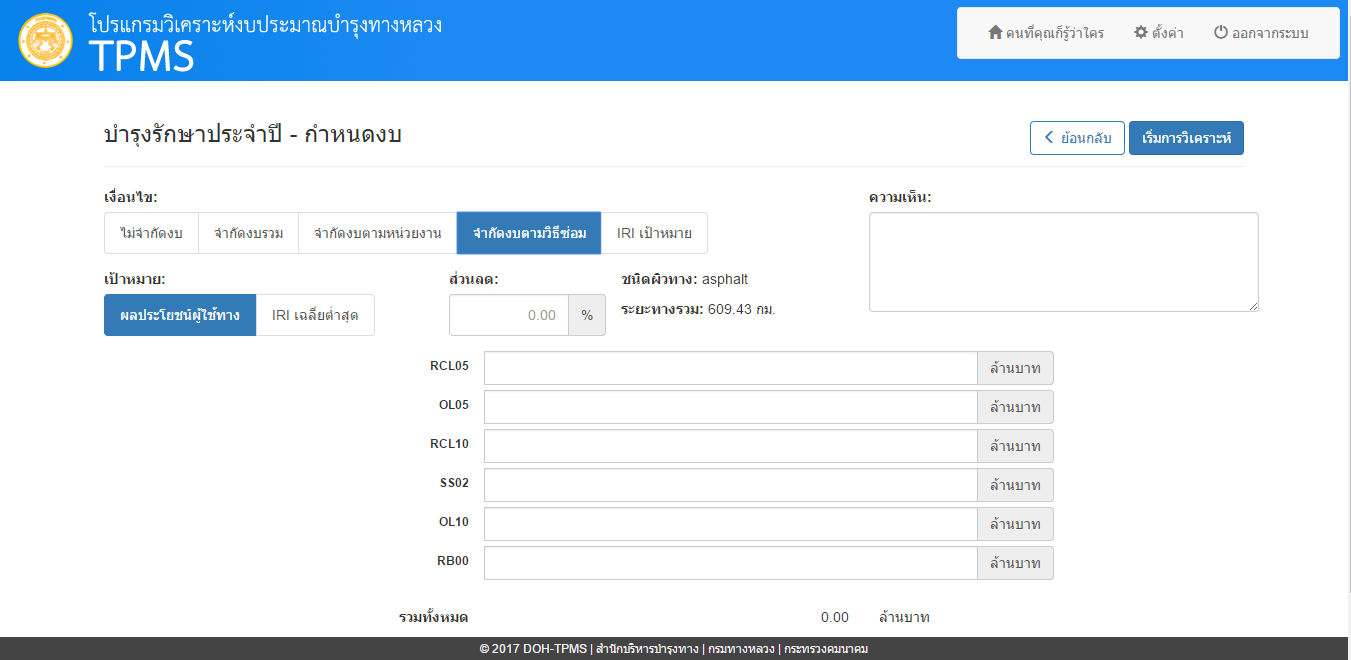 โปรแกรมวิเคราะห์งบประมาณบำรุงทางหลวง
TPMS
คนที่คุณก็รู้ว่าใคร ตั้งค่า ออกจากระบบ
บำรุงรักษาประจำปี - กำหนดงบ
ย้อนกลับ เริ่มการวิเคราะห์
เงื่อนไข:
ไม่จำกัดงบ จำกัดงบรวม จำกัดงบตามหน่วยงาน จำกัดงบตามวิธีซ่อม IRI เป้าหมาย
ความเห็น:
เป้าหมาย:
ผลประโยชน์ผู้ใช้ทาง IRI เฉลี่ยต่ำสุด
ส่วนลด:
0.00 %
ชนิดผิวทาง: asphalt
ระยะทางรวม: 609.43 กม.
RCL05 ล้านบาท
OL05 ล้านบาท
RCL10 ล้านบาท
SS02 ล้านบาท
OL10 ล้านบาท
RB00 ล้านบาท
รวมทั้งหมด 0.00 ล้านบาท
© 2017 DOH-TPMS | สำนักบริหารบำรุงทาง | กรมทางหลวง | กระทรวงคมนาคม